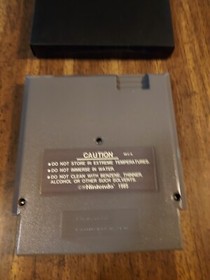 CAUTION
•DO NOT STORE IN EXTREME TEMPERATURES.
•DO NOT IMMERSE IN WATER.
•DO NOT CLEAN WITH BENZENE, THINNER,
ALCOHOL OR OTHER SUCH SOLVENTS.
©Nintendo 1985